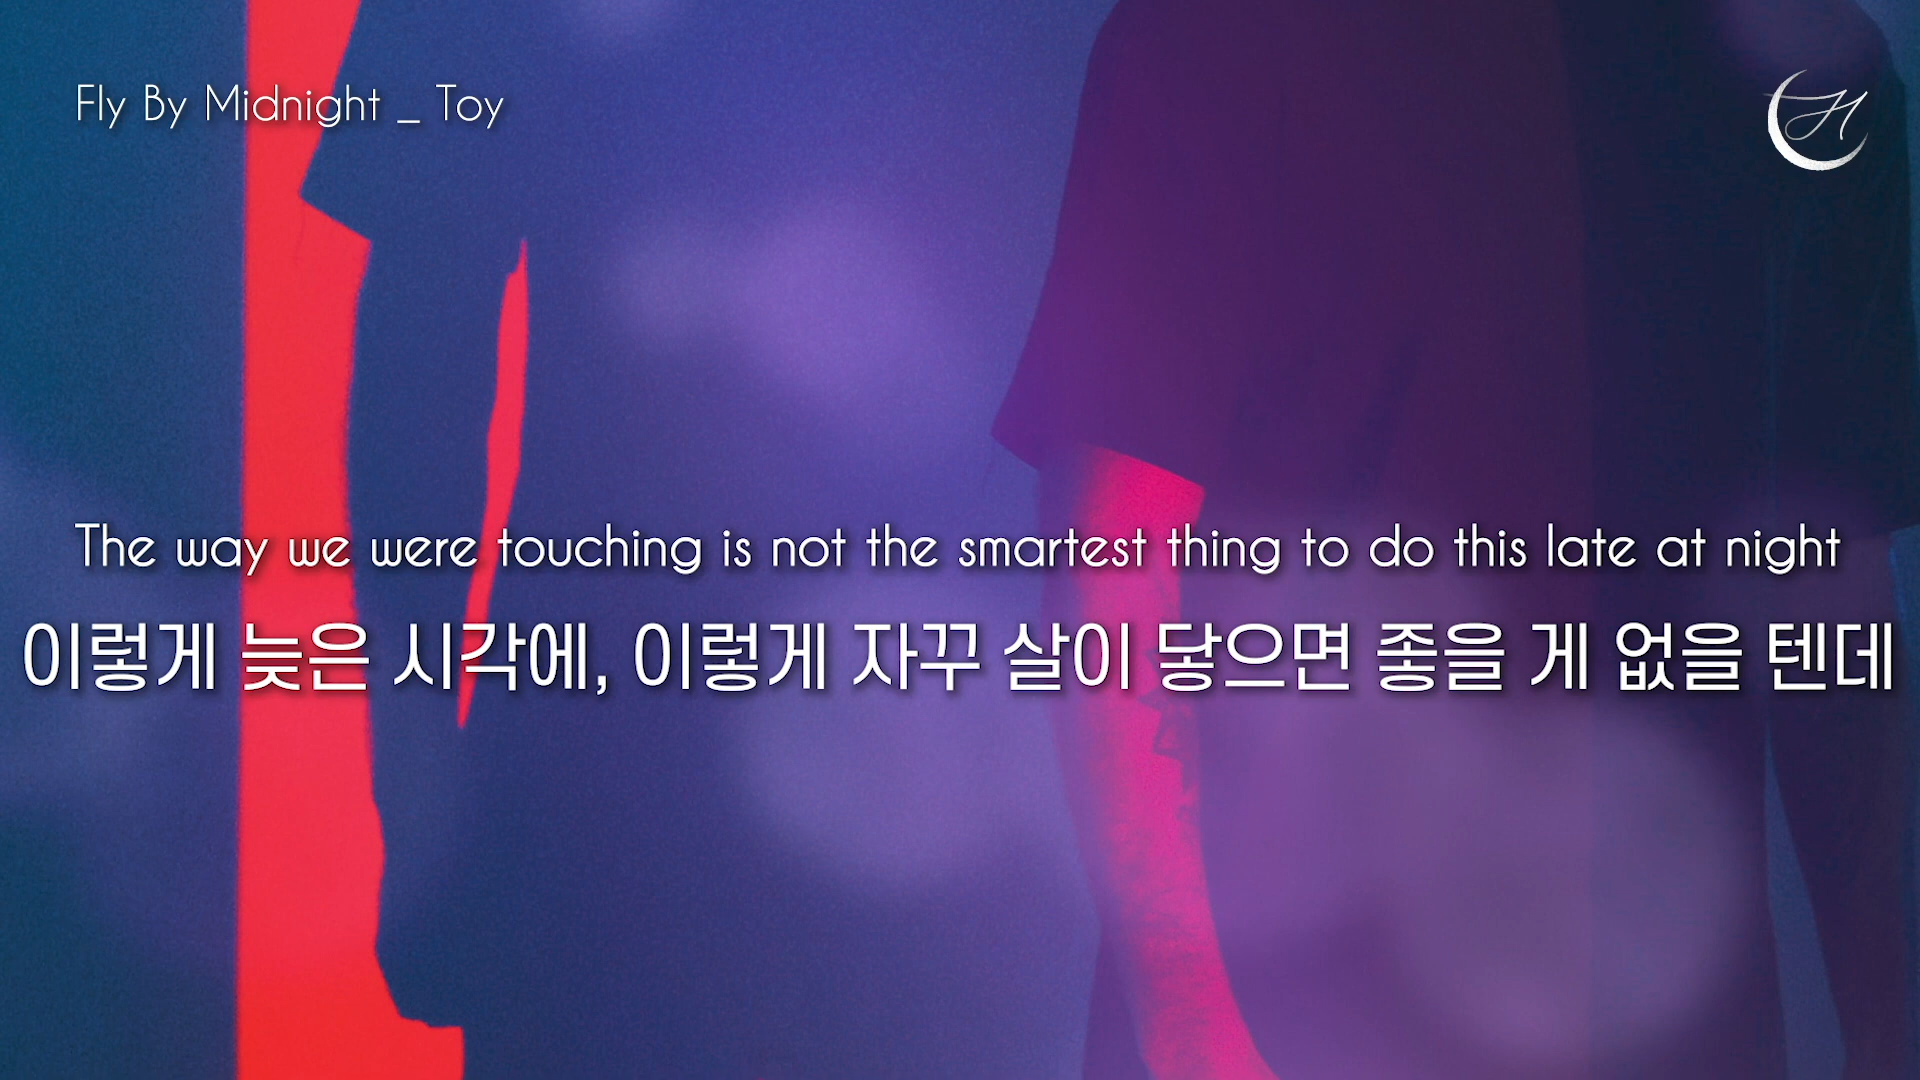 Fly By Midnight _ Toy
H
The way we were touching is not the smartest thing to do this late at night
이렇게 늦은 시각에, 이렇게 자꾸 살이 닿으면 좋을 게 없을 텐데